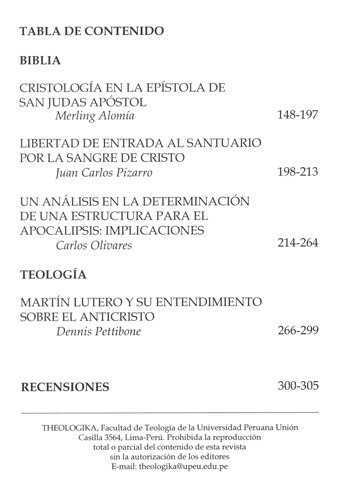 TABLA DE CONTENIDO
BIBLIA
CRISTOLOGÍA EN LA EPÍSTOLA DE
SAN JUDAS APÓSTOL
Merling Alomía 148-197
LIBERTAD DE ENTRADA AL SANTUARIO
POR LA SANGRE DE CRISTO
Juan Carlos Pizarro 198-213
UN ANÁLISIS EN LA DETERMINACIÓN
DE UNA ESTRUCTURA PARA EL
APOCALIPSIS: IMPLICACIONES
Carlos Olivares 214-264
TEOLOGÍA
MARTÍN LUTERO Y SU ENTENDIMIENTO
SOBRE EL ANTICRISTO
Dennis Pettibone 266-299
RECENSIONES 300-305
THEOLOGIKA, Facultad de Teología de la Universidad Peruana Unión
Casilla 3564, Lima-Perú. Prohibida la reproducción
total o parcial del contenido de esta revista
sin la autorización de los editores
E-mail: theologika@upeu.edu.pe